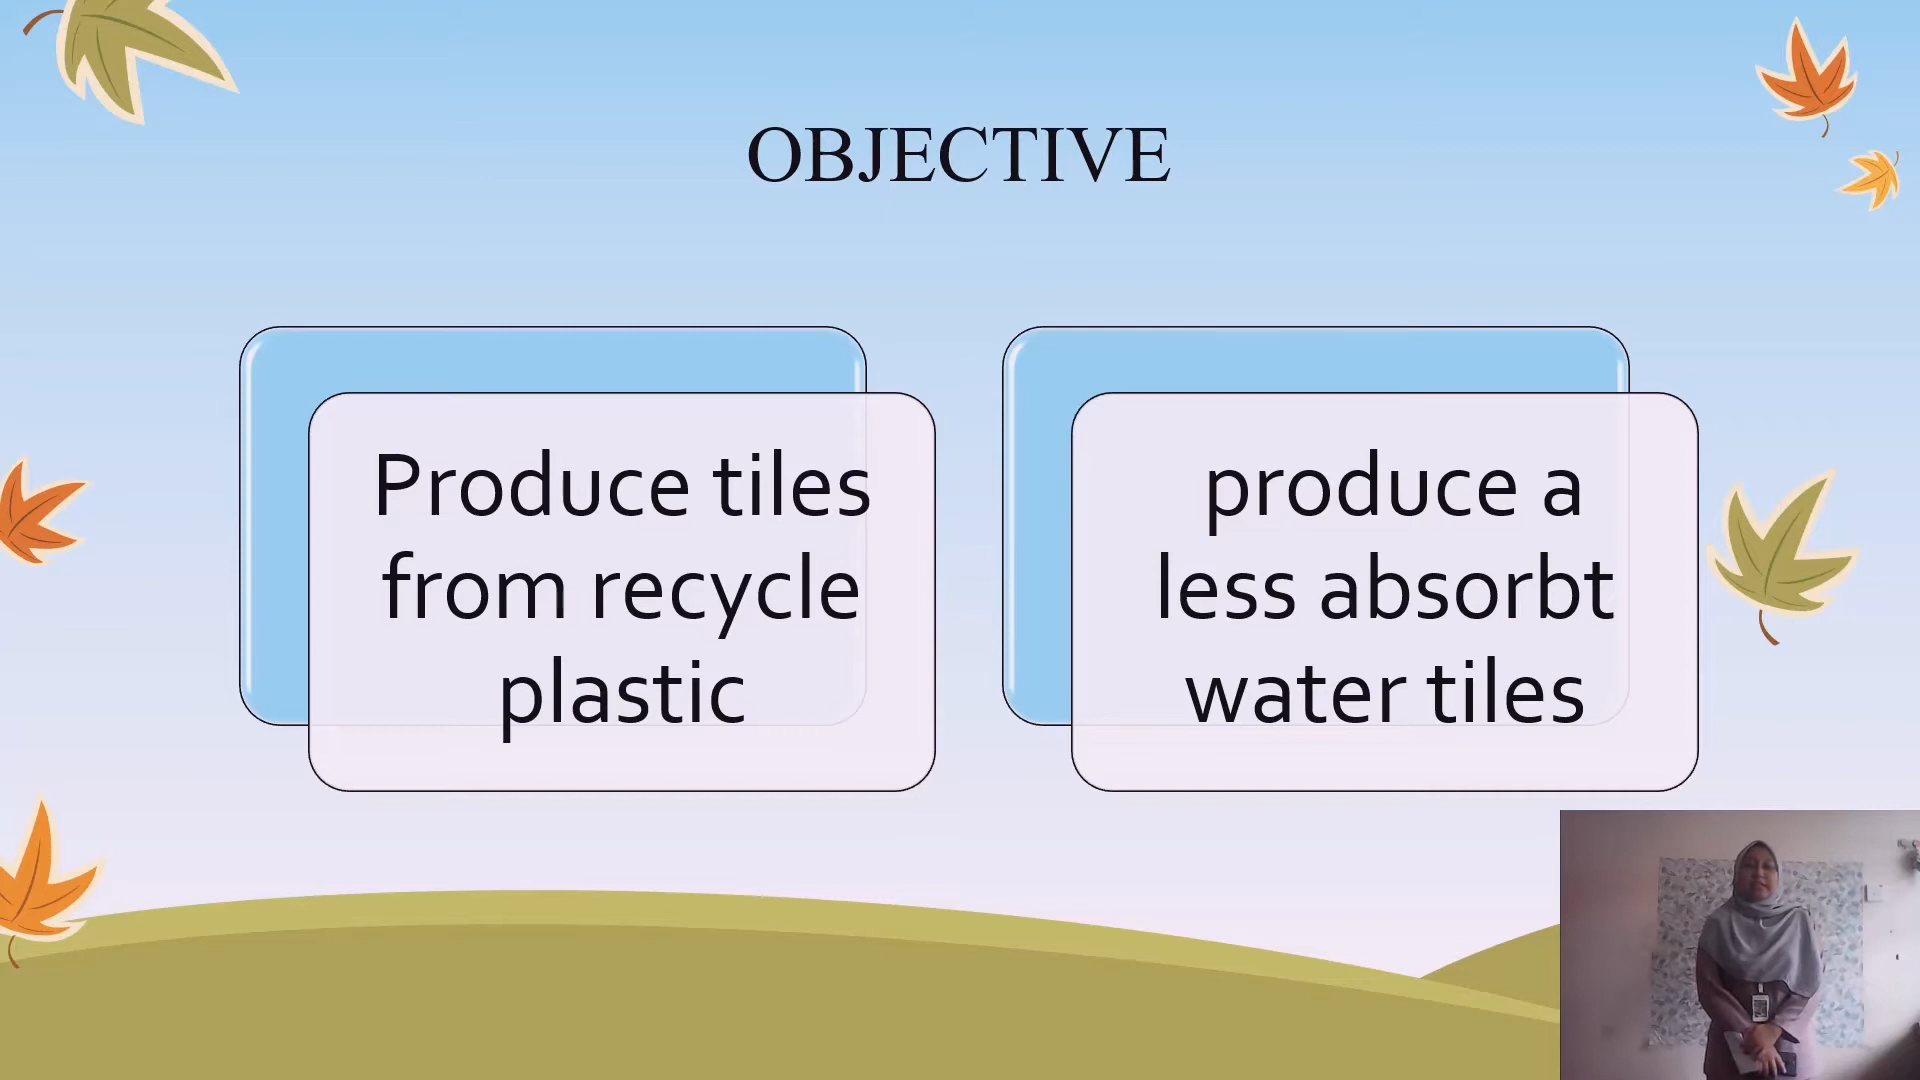 OBJECTIVE
Produce tiles
from recycle
plastic
produce a
less absorbt
water tiles